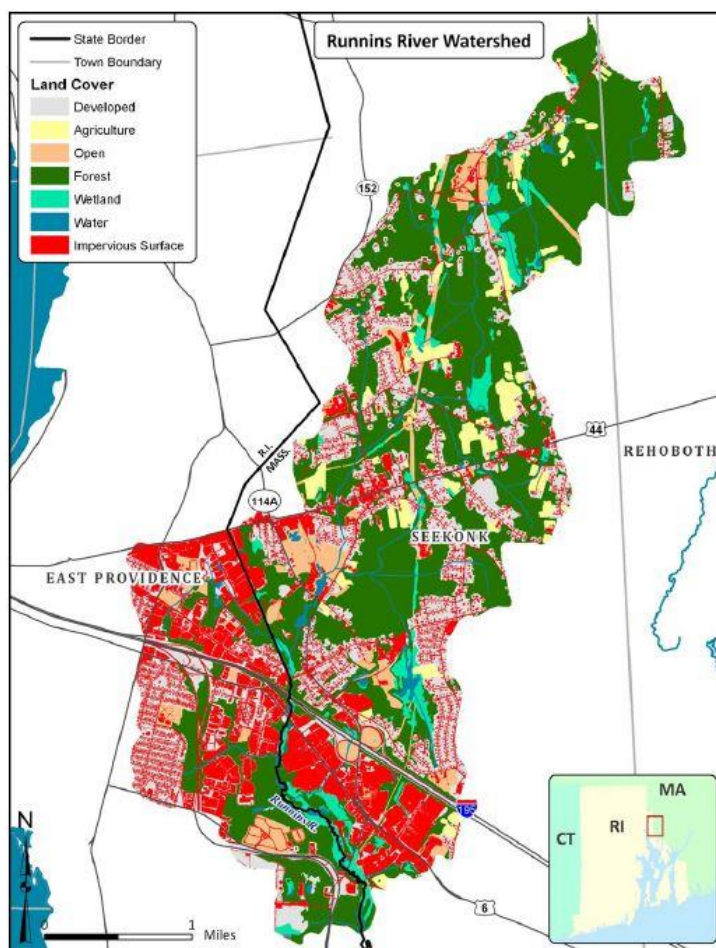 Runnins River Watershed
State Border
Town Boundary
Land Cover
Developed
Agriculture
Open
Forest
Wetland
Water
Impervious Surface
152
44
REHOBOTH
R.I.
MASS.
114A
SEEKONK
EAST PROVIDENCE
Runnins R.
195
6
N
0 1
Miles
MA
CT
RI